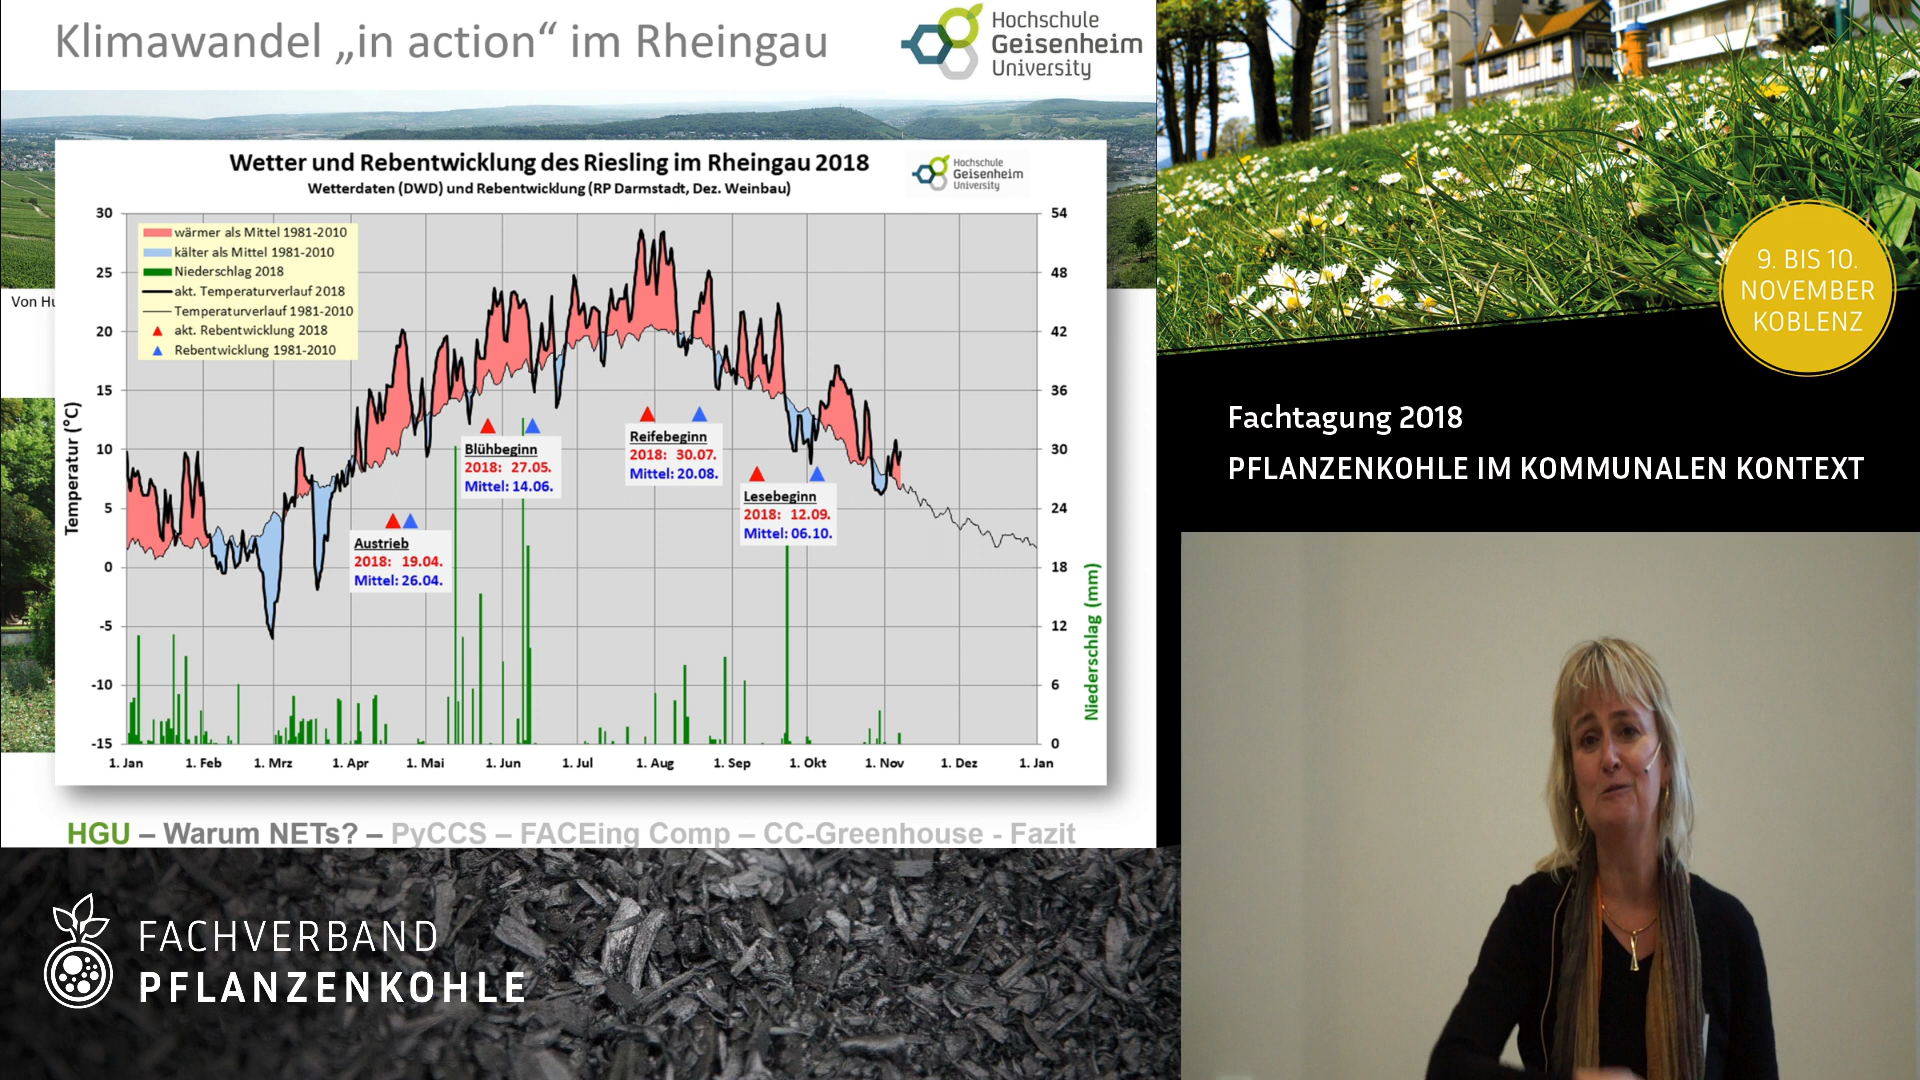 Klimawandel „in action“ im Rheingau
Hochschule
Geisenheim
University
Wetter und Rebentwicklung des Riesling im Rheingau 2018
Wetterdaten (DWD) und Rebentwicklung (RP Darmstadt, Dez. Weinbau)
Hochschule
Geisenheim
University
wärmer als Mittel 1981-2010
kälter als Mittel 1981-2010
Niederschlag 2018
akt. Temperaturverlauf 2018
Temperaturverlauf 1981-2010
akt. Rebentwicklung 2018
Rebentwicklung 1981-2010
Temperatur (°C)
30
25
20
15
10
5
0
-5
-10
-15
54
48
42
36
30
24
18
12
6
0
Niederschlag (mm)
Austrieb
2018: 19.04.
Mittel: 26.04.
Blühbeginn
2018: 27.05.
Mittel: 14.06.
Reifebeginn
2018: 30.07.
Mittel: 20.08.
Lesebeginn
2018: 12.09.
Mittel: 06.10.
1. Jan 1. Feb 1. Mrz 1. Apr 1. Mai 1. Jun 1. Jul 1. Aug 1. Sep 1. Okt 1. Nov 1. Dez 1. Jan
Von
HGU – Warum NETs? – PyCCS – FACEing Comp – CC-Greenhouse - Fazit
FACHVERBAND
PFLANZENKOHLE
9. BIS 10.
NOVEMBER
KOBLENZ
Fachtagung 2018
PFLANZENKOHLE IM KOMMUNALEN KONTEXT